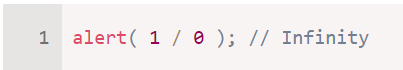 1 alert( 1 / 0 ); // Infinity